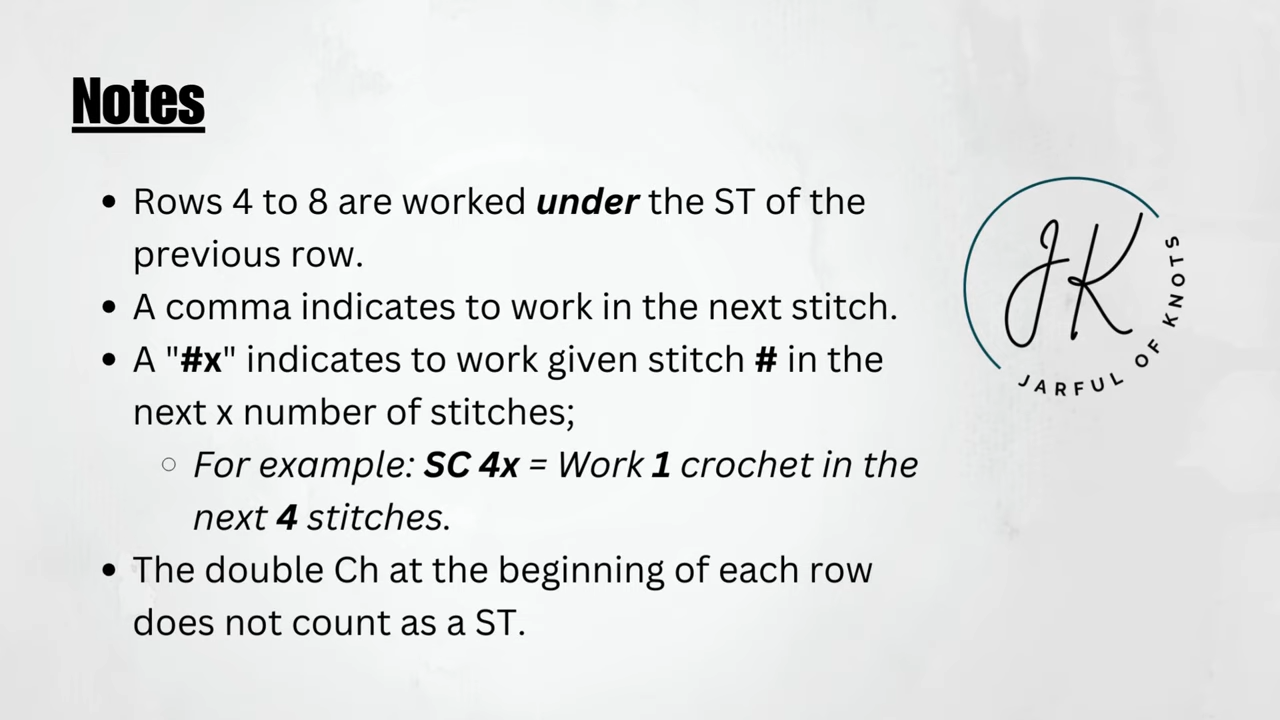 Notes
• Rows 4 to 8 are worked under the ST of the
previous row.
• A comma indicates to work in the next stitch.
• A "#x" indicates to work given stitch # in the
next x number of stitches;
○ For example: SC 4x = Work 1 crochet in the
next 4 stitches.
• The double Ch at the beginning of each row
does not count as a ST.
JK
JARFUL OF KNOTS